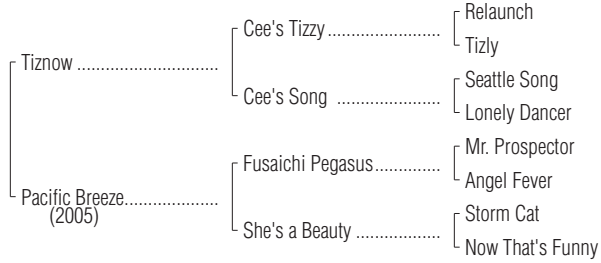 Relaunch
Cee's Tizzy ......................
Tizly
Tiznow ...........................
Seattle Song
Cee's Song ....................
Lonely Dancer
Mr. Prospector
Fusaichi Pegasus.............
Angel Fever
Pacific Breeze..................
(2005)
Storm Cat
She's a Beauty .................
Now That's Funny